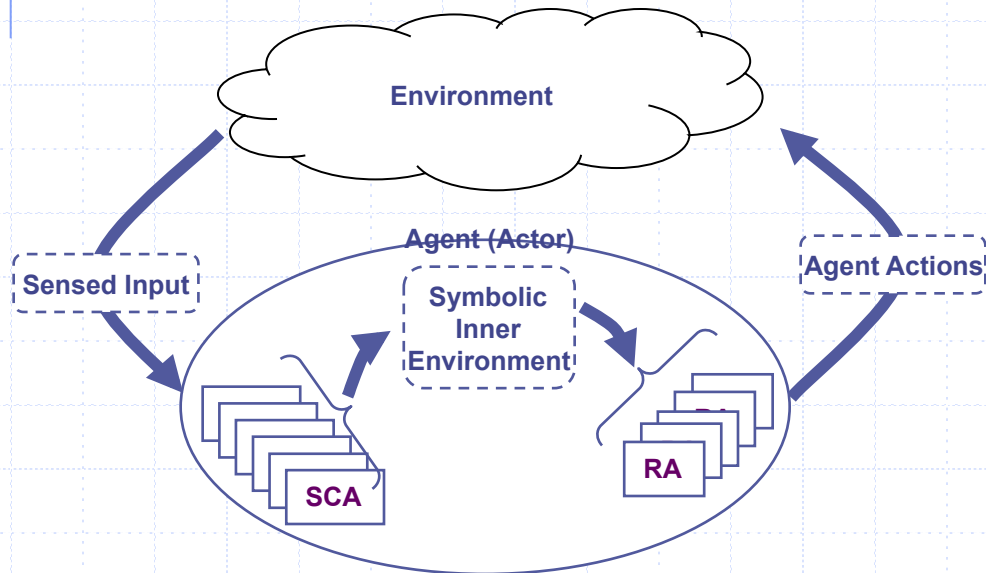 Environment
Agent (Actor)
Sensed Input
Symbolic
Inner
Environment
Agent Actions
SCA
RA